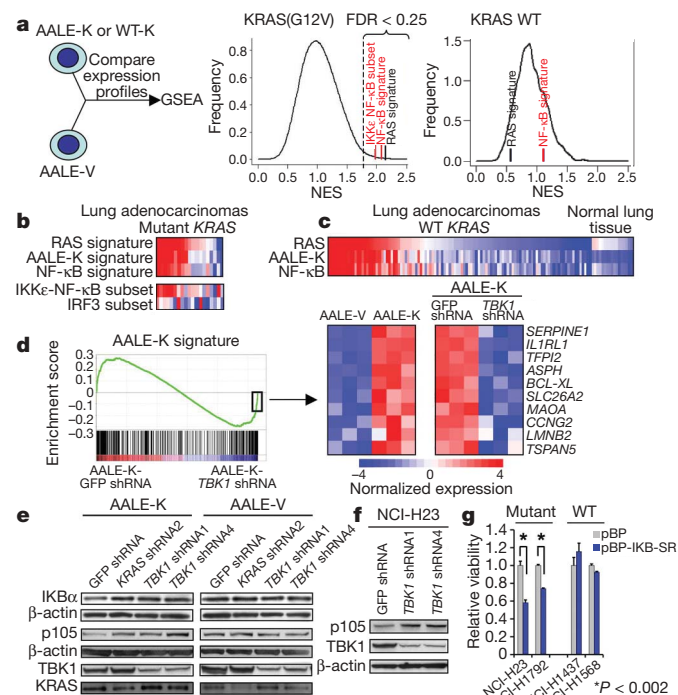 a
AALE-K or WT-K
Compare
expression
profiles
GSEA
AALE-V
KRAS(G12V)
FDR < 0.25
Frequency
0.8
0.6
0.4
0.2
0.0
IKKε NF-κB subset
NF-κB signature
RAS signature
0.0 0.5 1.0 1.5 2.0 2.5
NES
KRAS WT
Frequency
1.5
1.0
0.5
0.0
RAS signature
NF-κB signature
0.0 0.5 1.0 1.5 2.0 2.5
NES
b
Lung adenocarcinomas
Mutant KRAS
RAS signature
AALE-K signature
NF-κB signature
IKKε-NF-κB subset
IRF3 subset
c
Lung adenocarcinomas
WT KRAS
Normal lung
tissue
RAS
AALE-K
NF-κB
d
AALE-K signature
Enrichment score
0.3
0.2
0.1
0
−0.1
−0.2
−0.3
AALE-K-
GFP shRNA
AALE-K-
TBK1 shRNA
AALE-V AALE-K
AALE-K
GFP
shRNA
TBK1
shRNA
SERPINE1
IL1RL1
TFPI2
ASPH
BCL-XL
SLC26A2
MAOA
CCNG2
LMNB2
TSPAN5
−4 0 4
Normalized expression
e
AALE-K
AALE-V
GFP shRNA
KRAS shRNA2
TBK1 shRNA1
TBK1 shRNA4
GFP shRNA
KRAS shRNA2
TBK1 shRNA1
TBK1 shRNA4
IKBα
β-actin
p105
β-actin
TBK1
KRAS
f
NCI-H23
GFP shRNA
TBK1 shRNA1
TBK1 shRNA4
p105
TBK1
β-actin
g
Mutant WT
pBP
pBP-IKB-SR
Relative viability
1.4
1.2
1.0
0.8
0.6
0.4
0.2
0
* *
NCI-H23
*P < 0.002